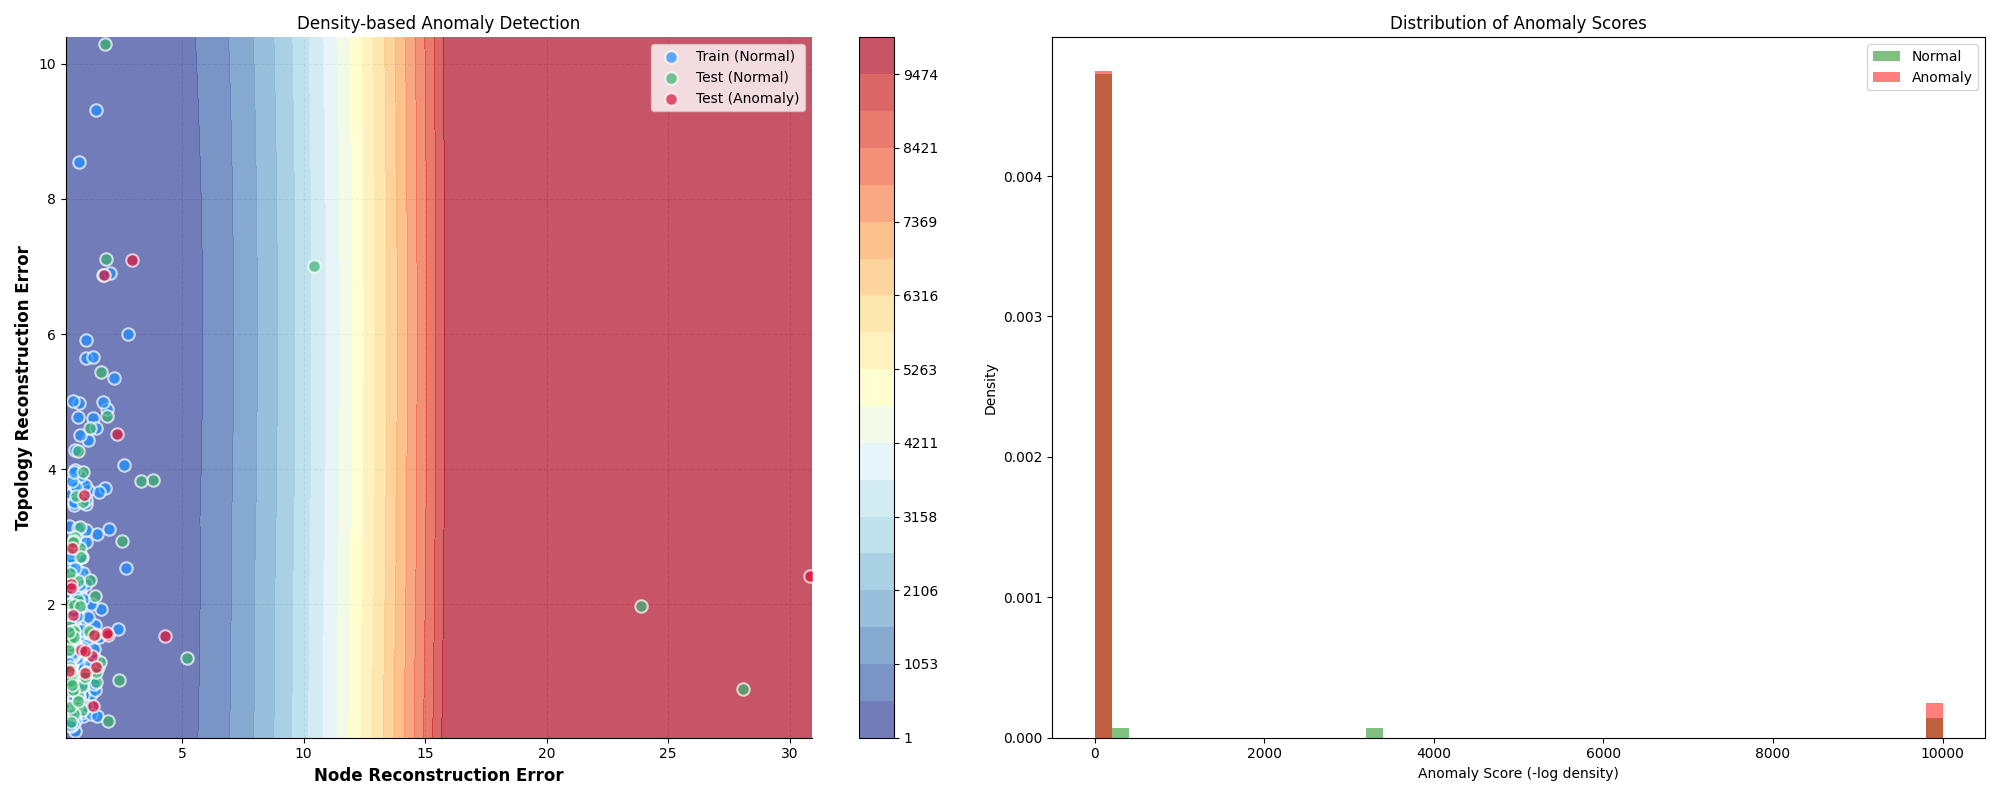 Density-based Anomaly Detection
Train (Normal)
Test (Normal)
Test (Anomaly)
10
8
6
4
2
Topology Reconstruction Error
5
10
15
20
25
30
Node Reconstruction Error
9474
8421
7369
6316
5263
4211
3158
2106
1053
1
Distribution of Anomaly Scores
Normal
Anomaly
0.004
0.003
0.002
0.001
0.000
Density
0
2000
4000
6000
8000
10000
Anomaly Score (-log density)